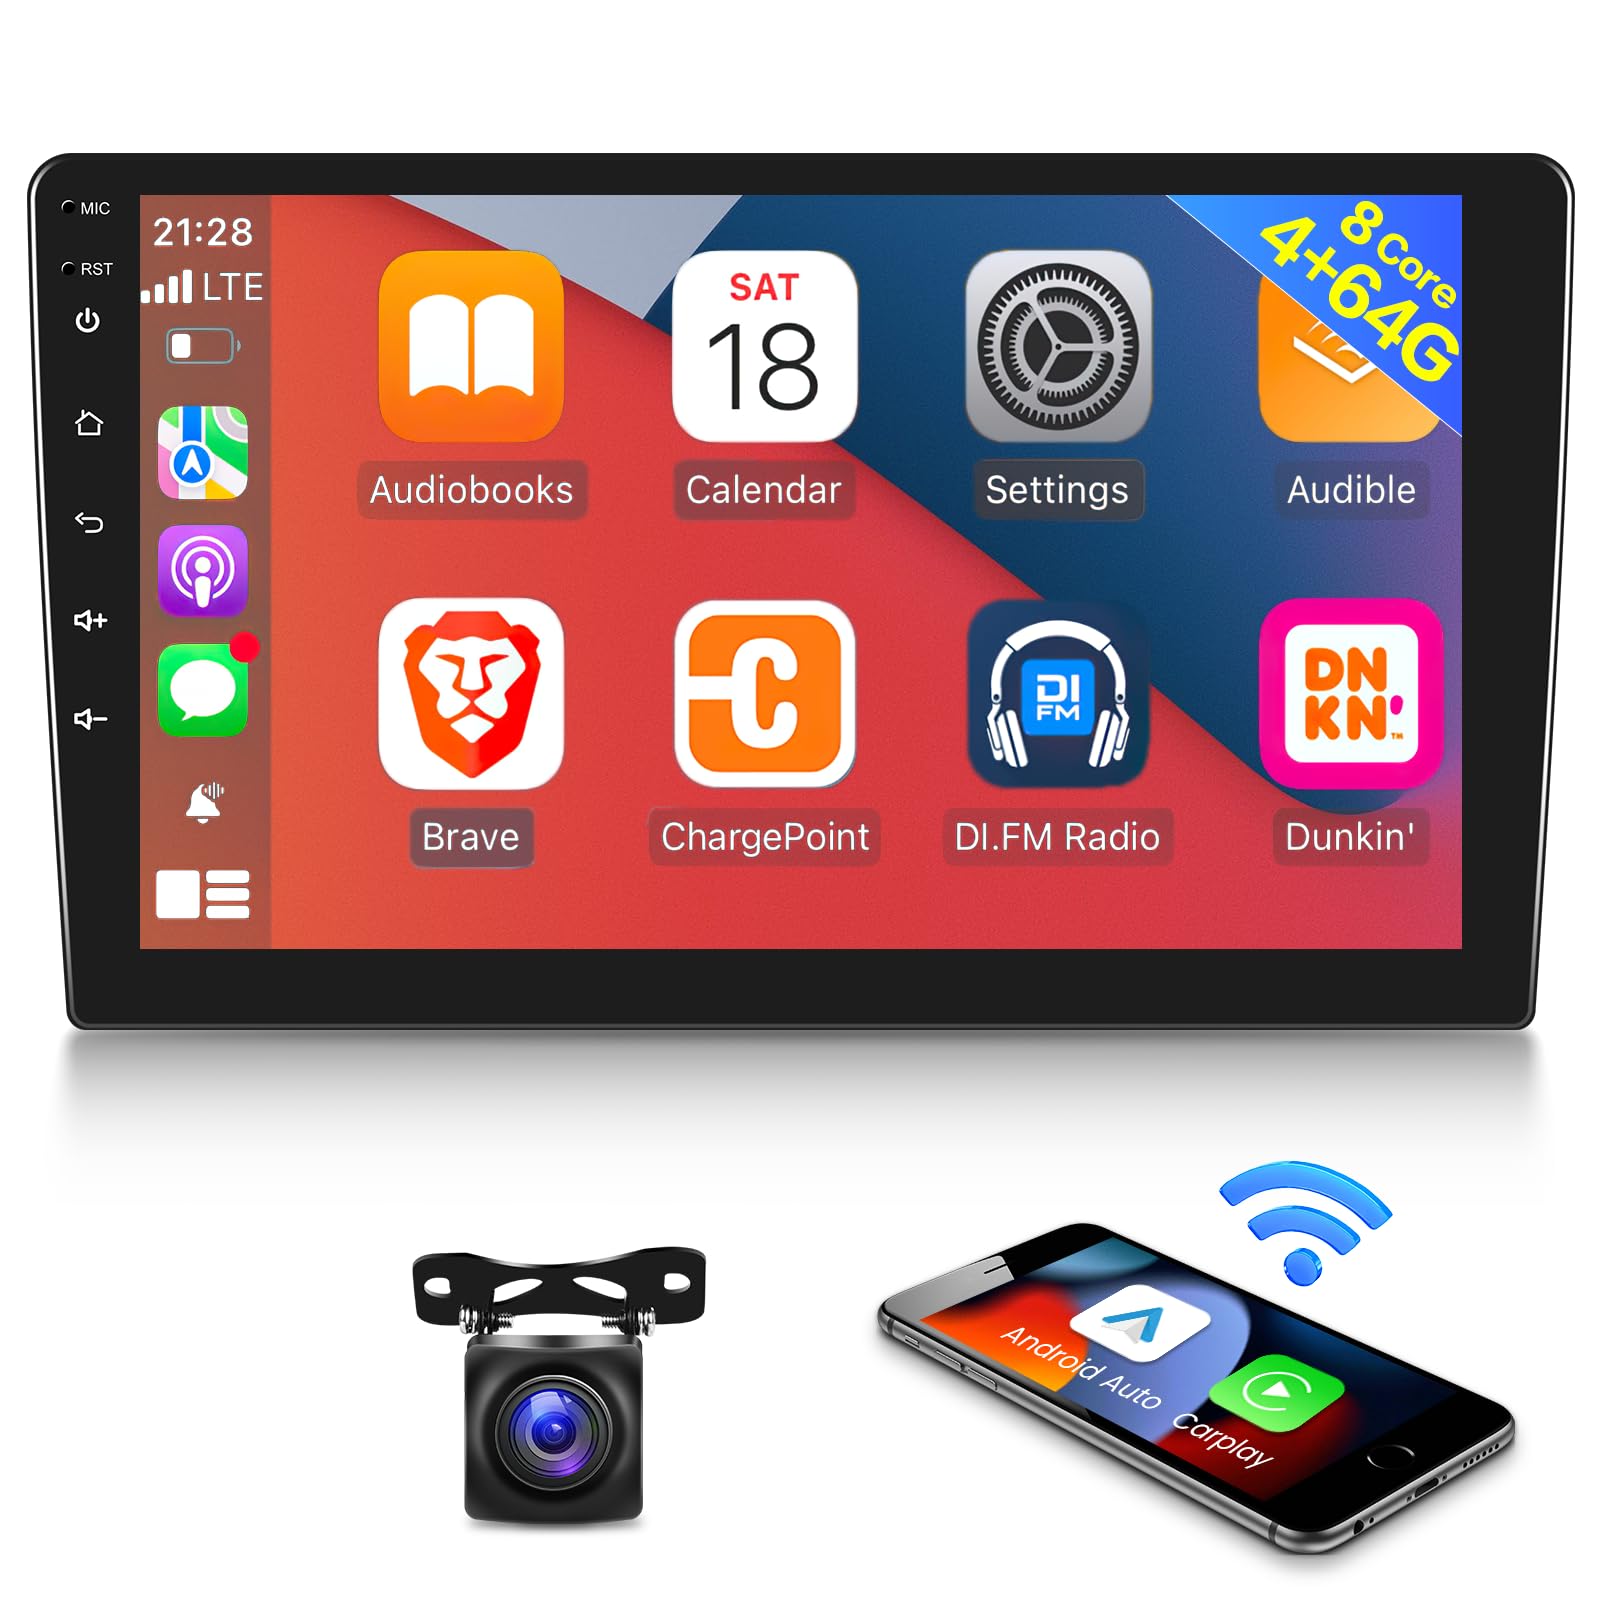 MIC
RST
21:28
LTE
8 Core
4+64G
SAT
18
Audiobooks
Calendar
Settings
Audible
DI
FM
DN
KN'
TM
Brave
ChargePoint
DI.FM Radio
Dunkin'
Android Auto
Carplay